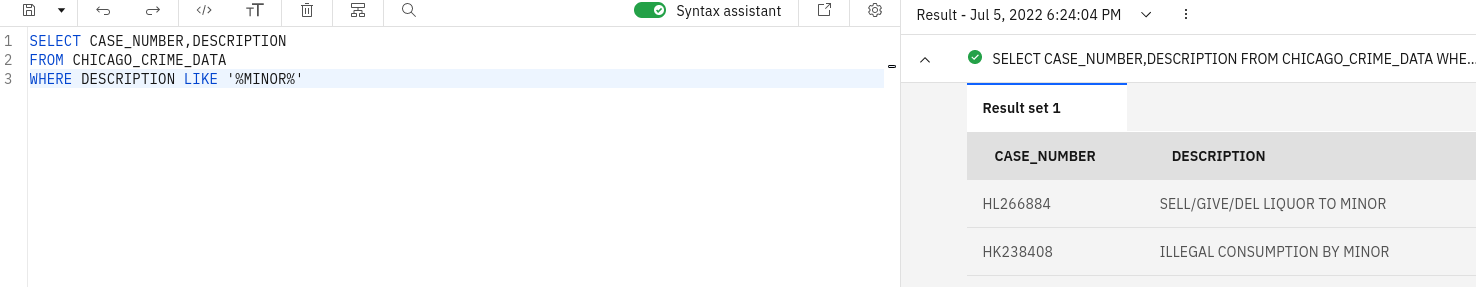 Syntax assistant
1 SELECT CASE_NUMBER,DESCRIPTION
2 FROM CHICAGO_CRIME_DATA
3 WHERE DESCRIPTION LIKE '%MINOR%'
Result - Jul 5, 2022 6:24:04 PM
SELECT CASE_NUMBER,DESCRIPTION FROM CHICAGO_CRIME_DATA WHE...
Result set 1
CASE_NUMBER DESCRIPTION
HL266884 SELL/GIVE/DEL LIQUOR TO MINOR
HK238408 ILLEGAL CONSUMPTION BY MINOR